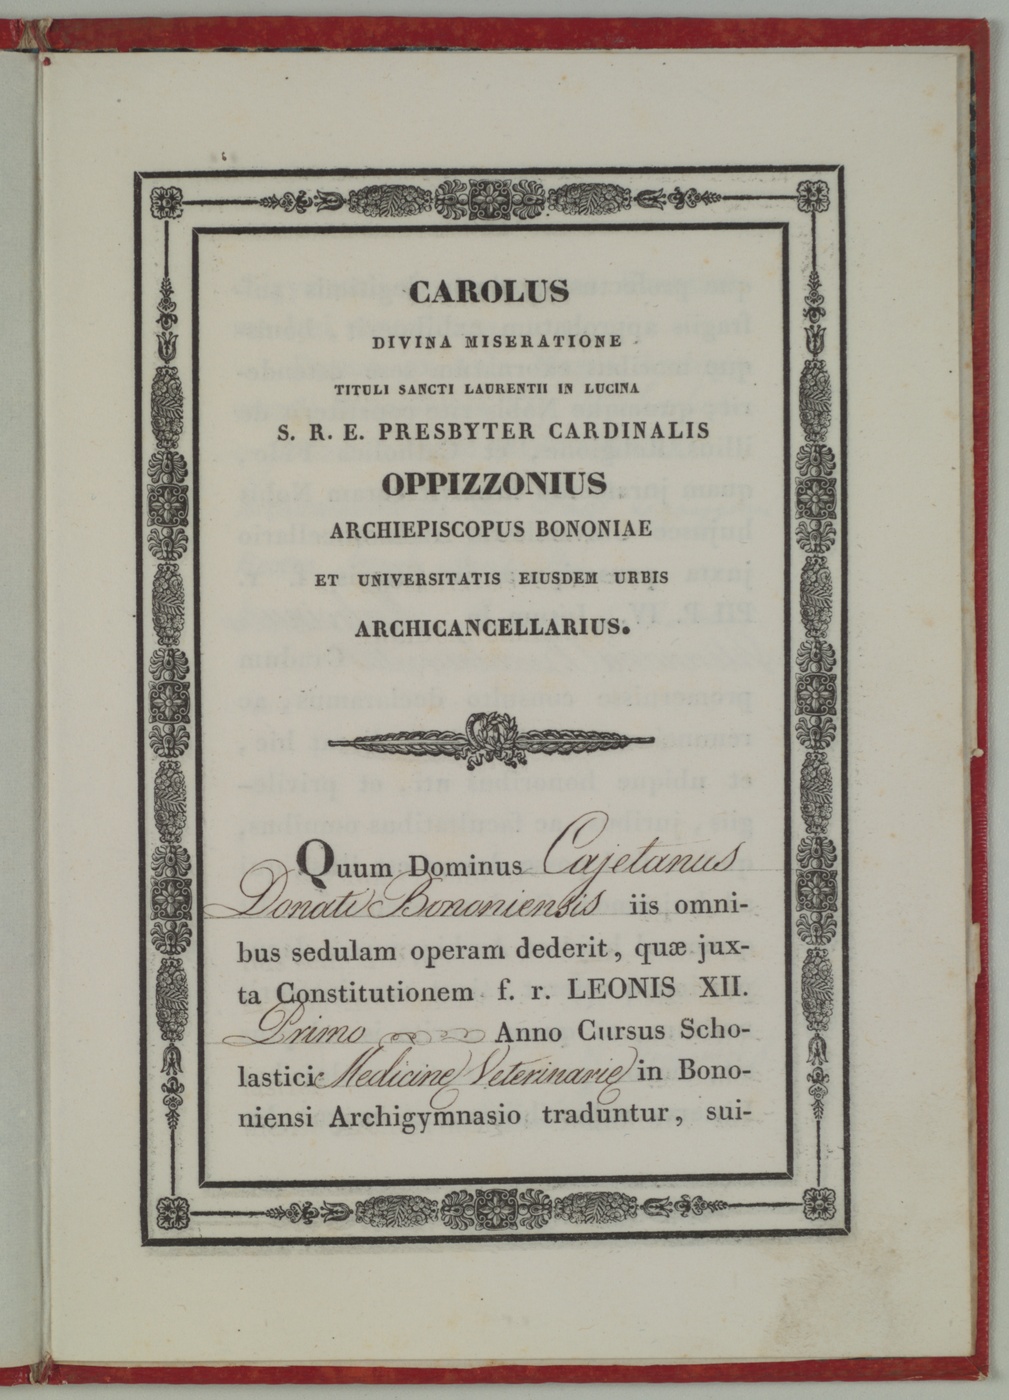 CAROLUS
DIVINA MISERATIONE
TITULI SANCTI LAURENTII IN LUCINA
S. R. E. PRESBYTER CARDINALIS
OPPIZZONIUS
ARCHIEPISCOPUS BONONIAE
ET UNIVERSITATIS EIUSDEM URBIS
ARCHICANCELLARIUS.
Quum Dominus Cajetanus
Donati Bononiensis iis omni-
bus sedulam operam dederit, quæ jux-
ta Constitutionem f. r. LEONIS XII.
Primo Anno Cursus Scho-
lastici Medicine Veterinarie in Bono-
niensi Archigymnasio traduntur, sui-